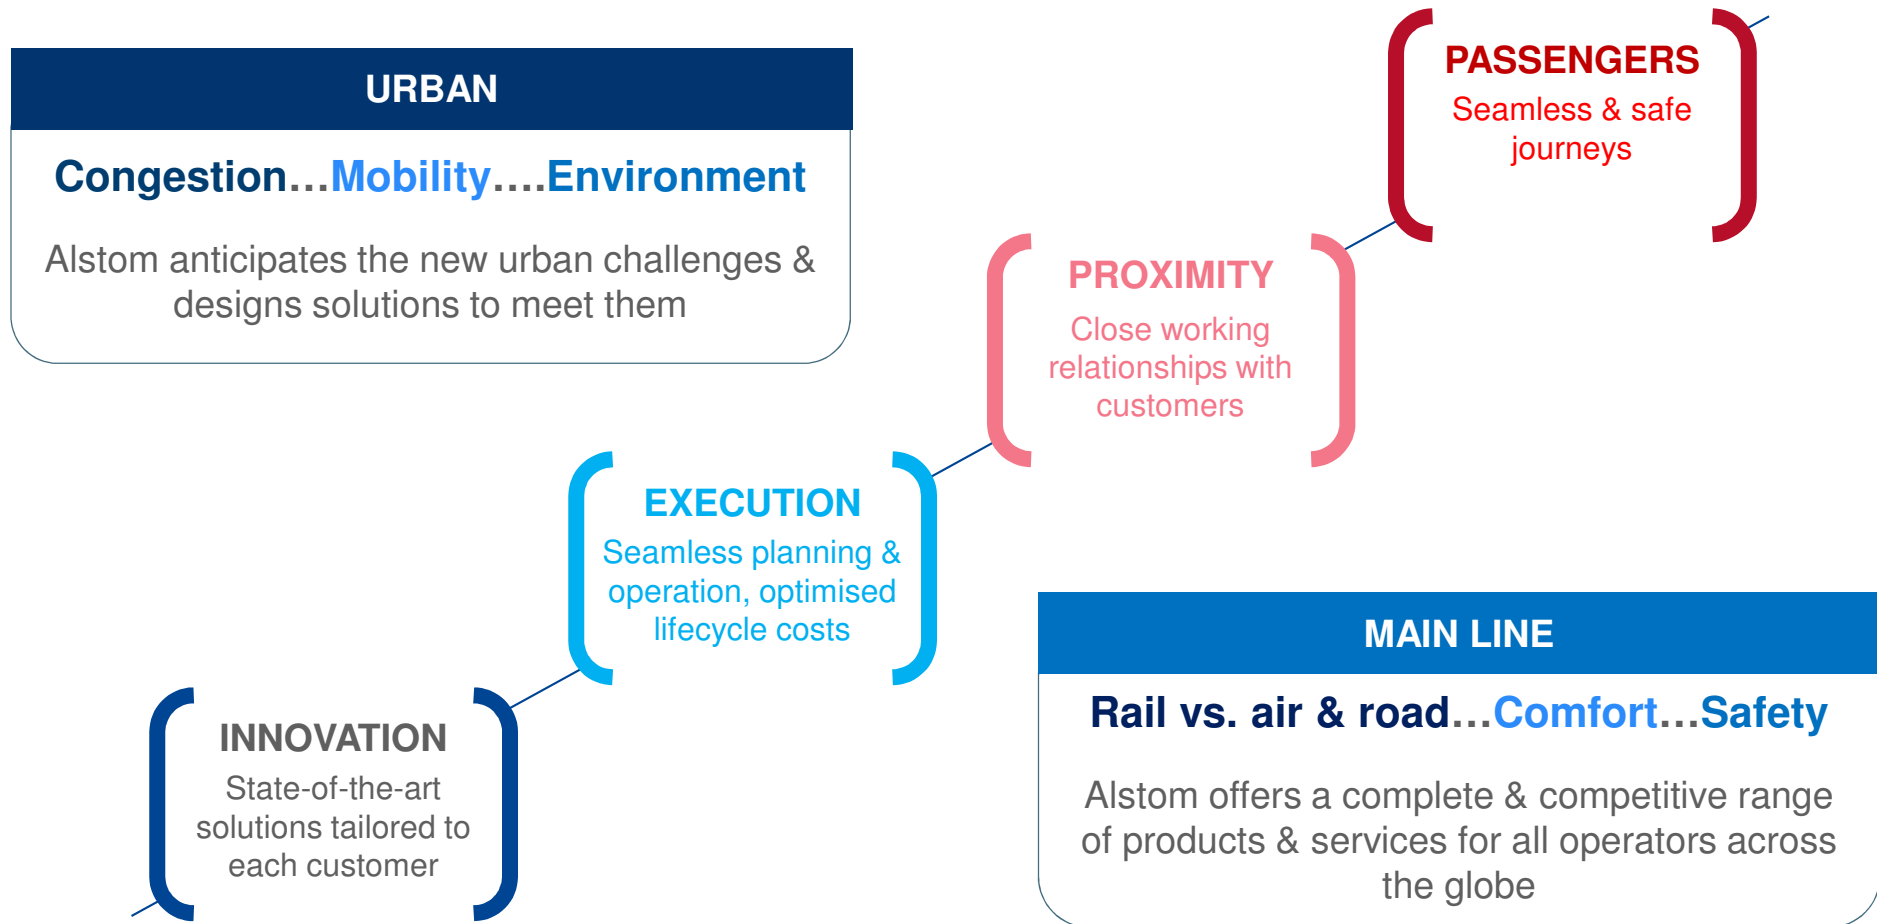 URBAN
Congestion…Mobility….Environment
Alstom anticipates the new urban challenges &
designs solutions to meet them
PASSENGERS
Seamless & safe
journeys
PROXIMITY
Close working
relationships with
customers
EXECUTION
Seamless planning &
operation, optimised
lifecycle costs
INNOVATION
State-of-the-art
solutions tailored to
each customer
MAIN LINE
Rail vs. air & road…Comfort…Safety
Alstom offers a complete & competitive range
of products & services for all operators across
the globe